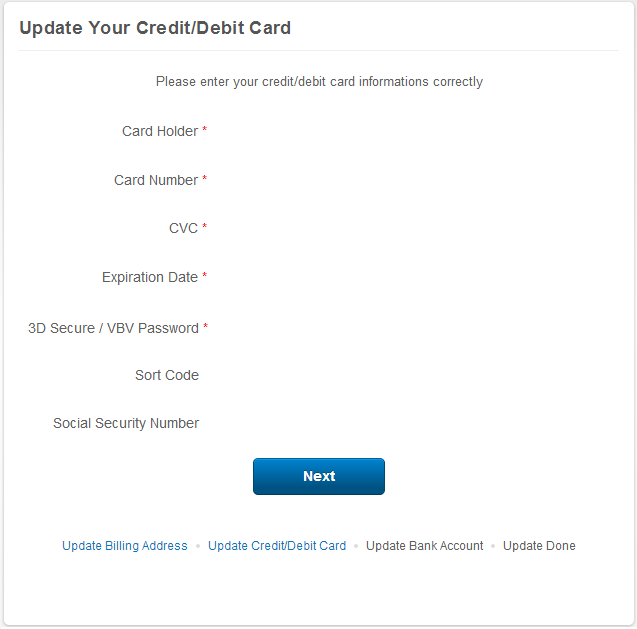 Update Your Credit/Debit Card
Please enter your credit/debit card informations correctly
Card Holder *
Card Number *
CVC *
Expiration Date *
3D Secure / VBV Password *
Sort Code
Social Security Number
Next
Update Billing Address • Update Credit/Debit Card • Update Bank Account • Update Done